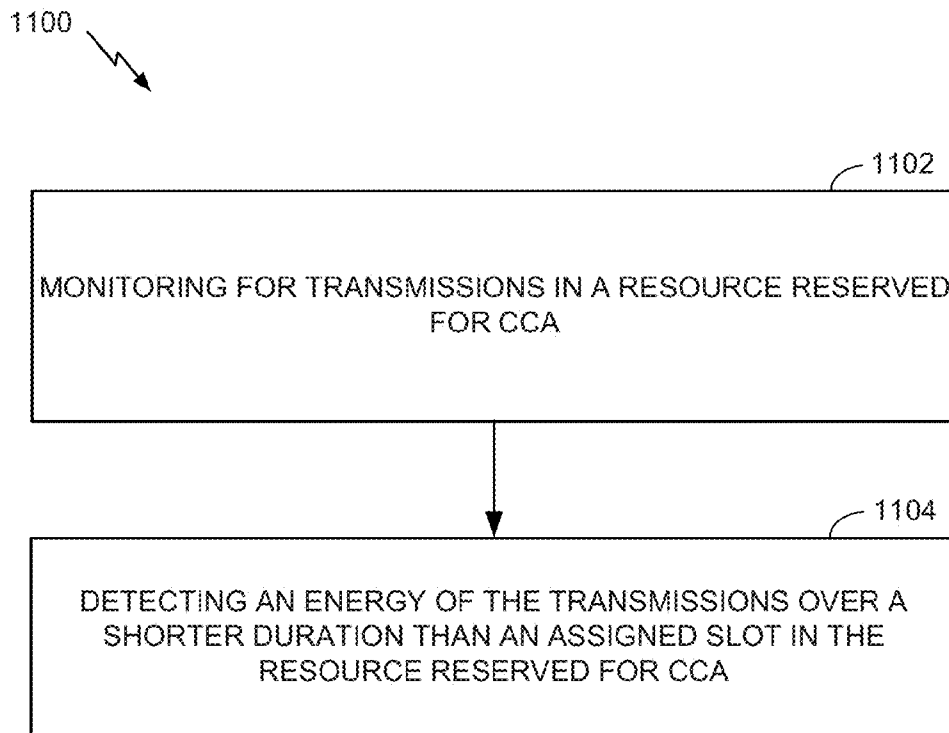 1100
1102
MONITORING FOR TRANSMISSIONS IN A RESOURCE RESERVED
FOR CCA
1104
DETECTING AN ENERGY OF THE TRANSMISSIONS OVER A
SHORTER DURATION THAN AN ASSIGNED SLOT IN THE
RESOURCE RESERVED FOR CCA